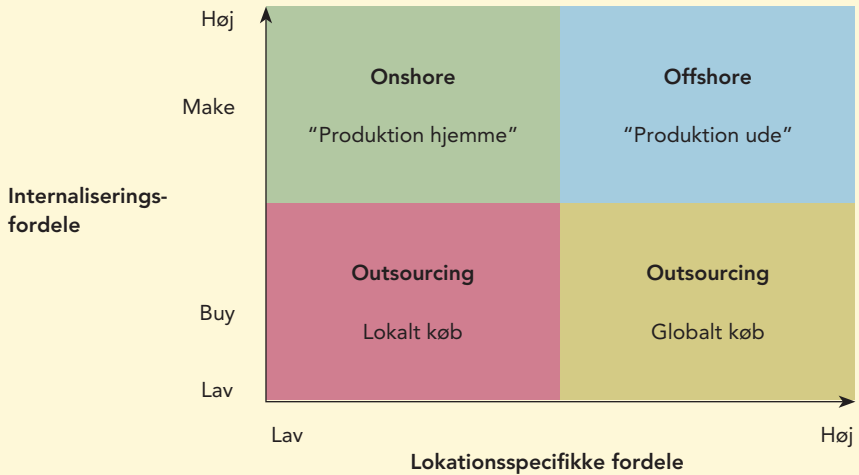 Høj
Make
Internaliserings-
fordele
Buy
Lav
Onshore
“Produktion hjemme”
Offshore
“Produktion ude”
Outsourcing
Lokalt køb
Outsourcing
Globalt køb
Lav
Høj
Lokationsspecifikke fordele